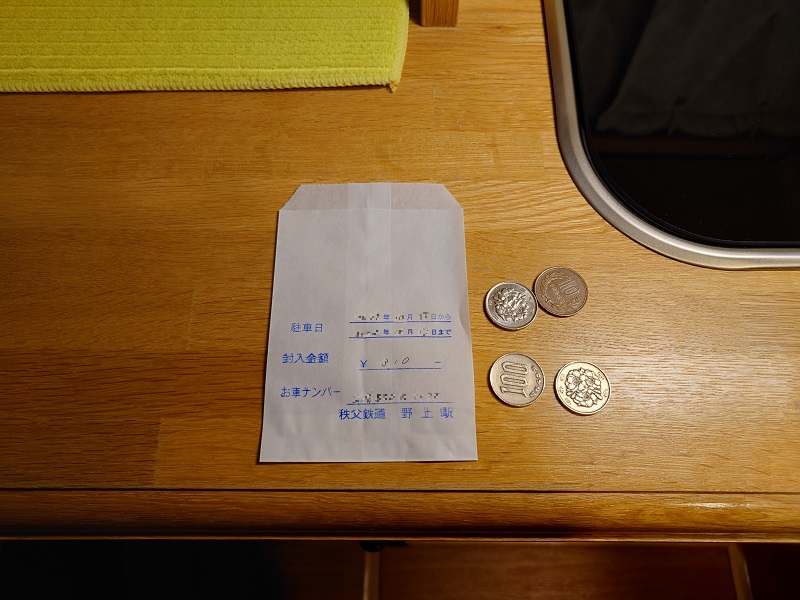 駐車日 年 月 日から
年 月 日まで
封入金額 ¥ 310 −
お車ナンバー
秩父鉄道 野上駅
10
100